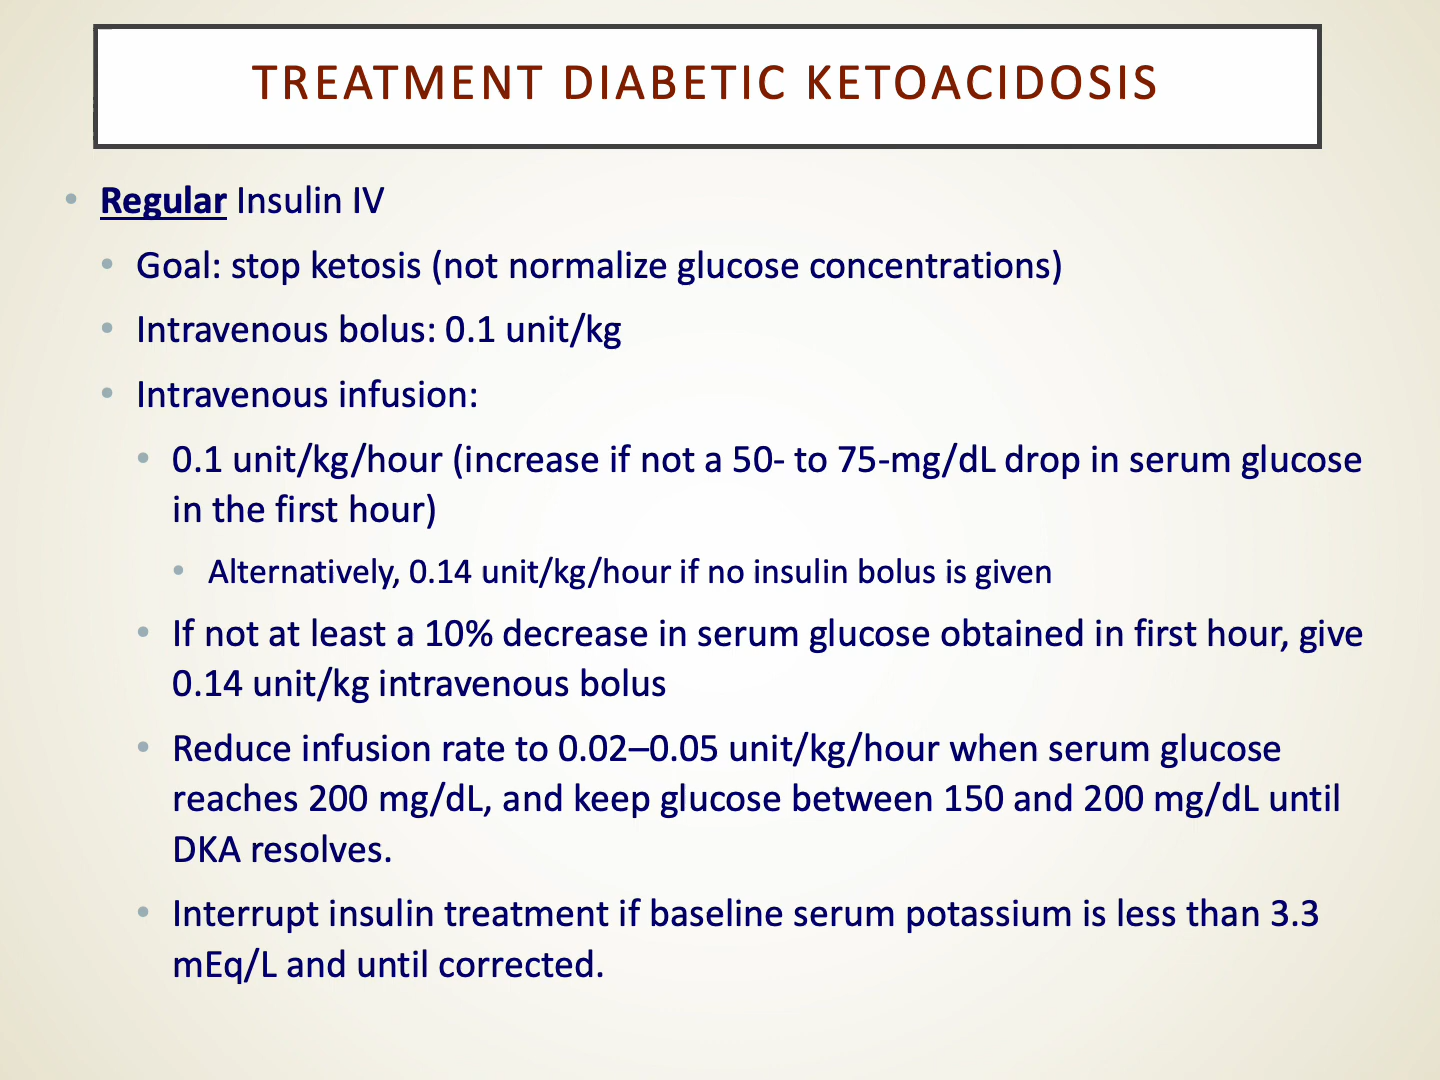 TREATMENT DIABETIC KETOACIDOSIS
• Regular Insulin IV
• Goal: stop ketosis (not normalize glucose concentrations)
• Intravenous bolus: 0.1 unit/kg
• Intravenous infusion:
• 0.1 unit/kg/hour (increase if not a 50- to 75-mg/dL drop in serum glucose
in the first hour)
• Alternatively, 0.14 unit/kg/hour if no insulin bolus is given
• If not at least a 10% decrease in serum glucose obtained in first hour, give
0.14 unit/kg intravenous bolus
• Reduce infusion rate to 0.02–0.05 unit/kg/hour when serum glucose
reaches 200 mg/dL, and keep glucose between 150 and 200 mg/dL until
DKA resolves.
• Interrupt insulin treatment if baseline serum potassium is less than 3.3
mEq/L and until corrected.